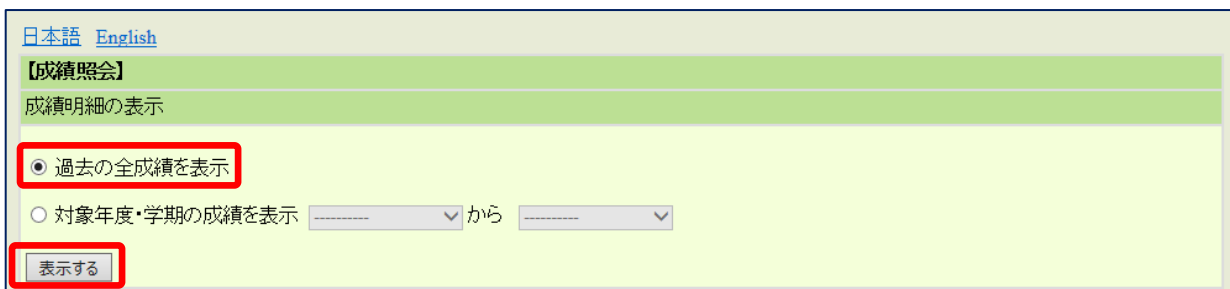 日本語 English
【成績照会】
成績明細の表示
過去の全成績を表示
対象年度・学期の成績を表示 ---------- から ----------
表示する